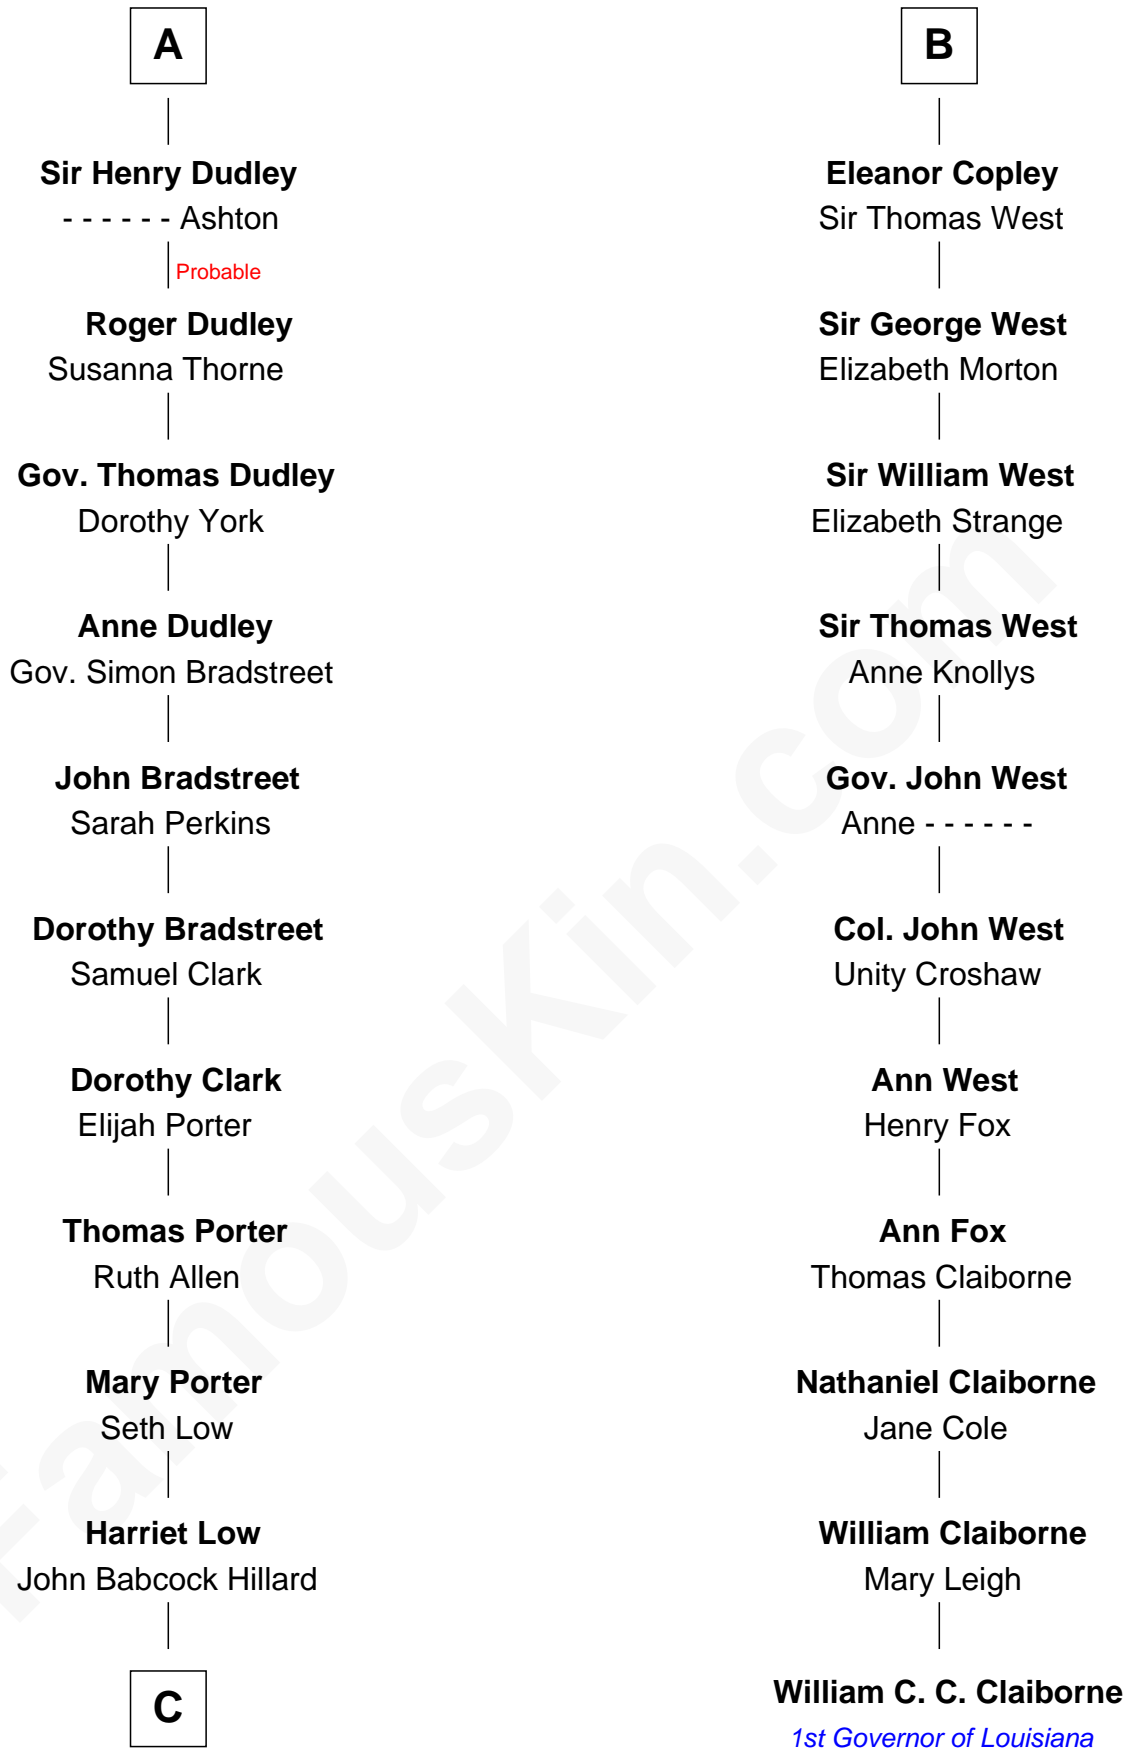 A
Sir Henry Dudley
- - - - - - Ashton
Probable
Roger Dudley
Susanna Thorne
Gov. Thomas Dudley
Dorothy York
Anne Dudley
Gov. Simon Bradstreet
John Bradstreet
Sarah Perkins
Dorothy Bradstreet
Samuel Clark
Dorothy Clark
Elijah Porter
Thomas Porter
Ruth Allen
Mary Porter
Seth Low
Harriet Low
John Babcock Hillard
C
B
Eleanor Copley
Sir Thomas West
Sir George West
Elizabeth Morton
Sir William West
Elizabeth Strange
Sir Thomas West
Anne Knollys
Gov. John West
Anne - - - - - -
Col. John West
Unity Croshaw
Ann West
Henry Fox
Ann Fox
Thomas Claiborne
Nathaniel Claiborne
Jane Cole
William Claiborne
Mary Leigh
William C. C. Claiborne
1st Governor of Louisiana
FamousKin.com